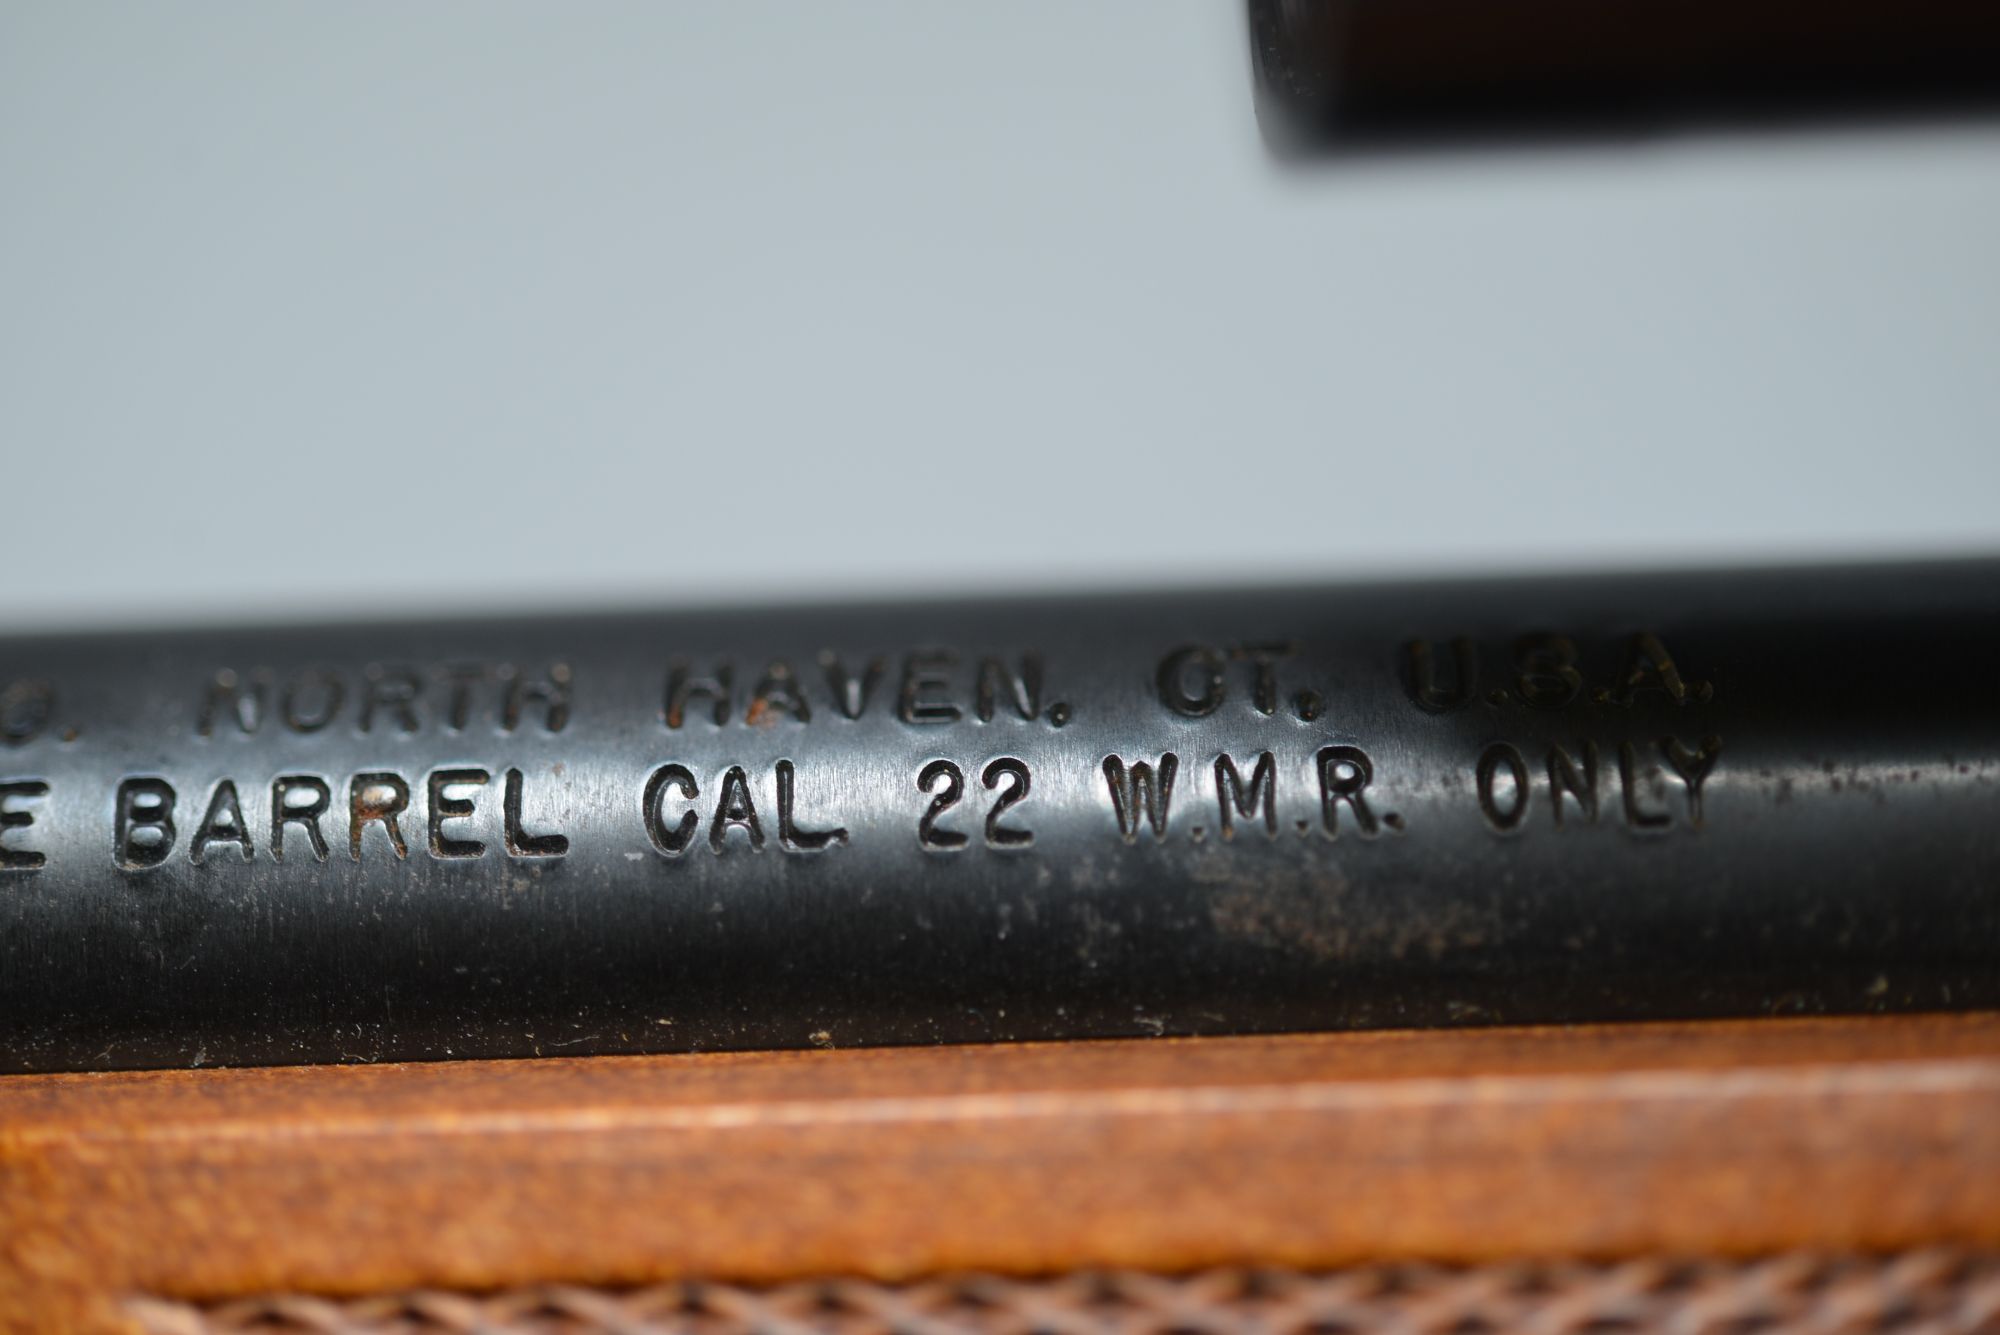 O. NORTH HAVEN. CT. U.S.A.
E BARREL CAL. 22 W.M.R. ONLY